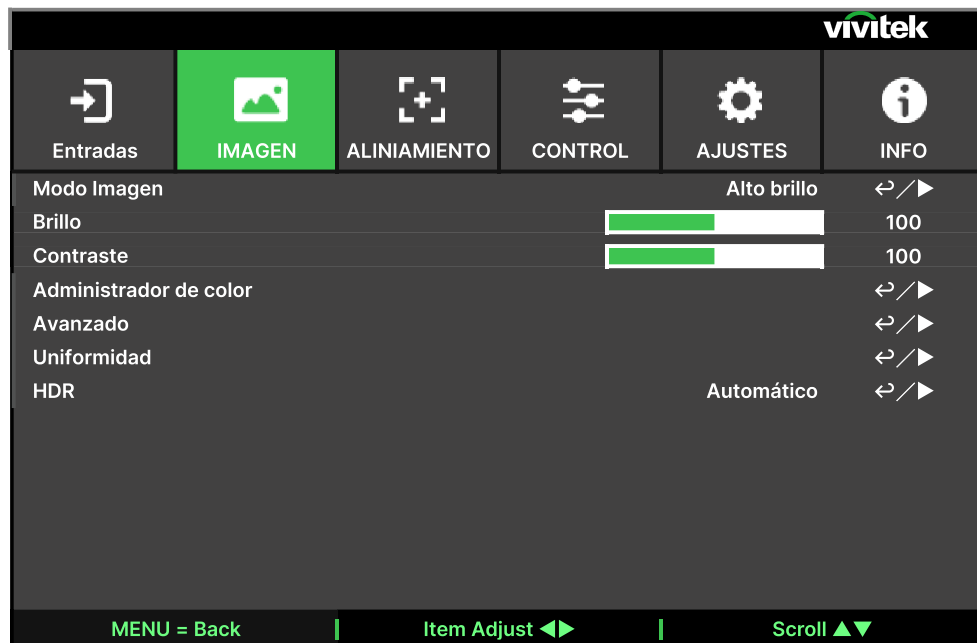 vivitek
Entradas IMAGEN ALINIAMIENTO CONTROL AJUSTES INFO
Modo Imagen Alto brillo
Brillo 100
Contraste 100
Administrador de color
Avanzado
Uniformidad
HDR Automático
MENU = Back Item Adjust ◀▶ Scroll ▲▼